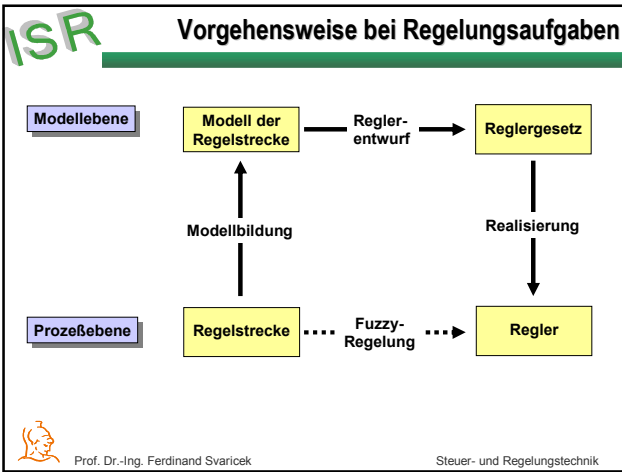 ISR
Vorgehensweise bei Regelungsaufgaben
Modellebene
Modell der
Regelstrecke
Regler-
entwurf
Reglergesetz
Modellbildung
Realisierung
Prozeßebene
Regelstrecke
Fuzzy-
Regelung
Regler
Prof. Dr.-Ing. Ferdinand Svaricek
Steuer- und Regelungstechnik